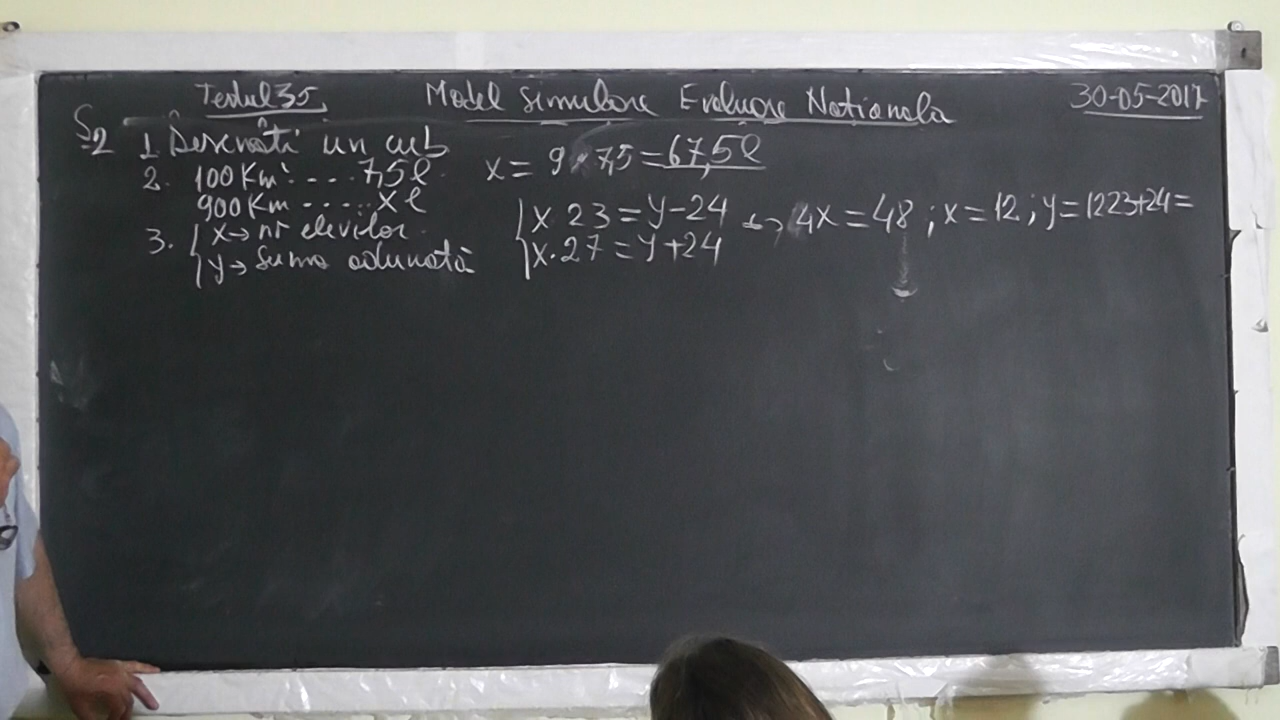 Testul 35 Model Simulare Evaluare Nationala 30-05-2017
S2 1. Desenati un cub
2. 100 Km .... 7,5 l x = 9 · 7,5 = 67,5 l
900 Km ..... x l
3. { x → nr elevilor { x · 23 = y - 24 ⇔ 4x = 48 ; x = 12 ; y = 12·23+24 =
{ y → suma adunată { x · 27 = y + 24